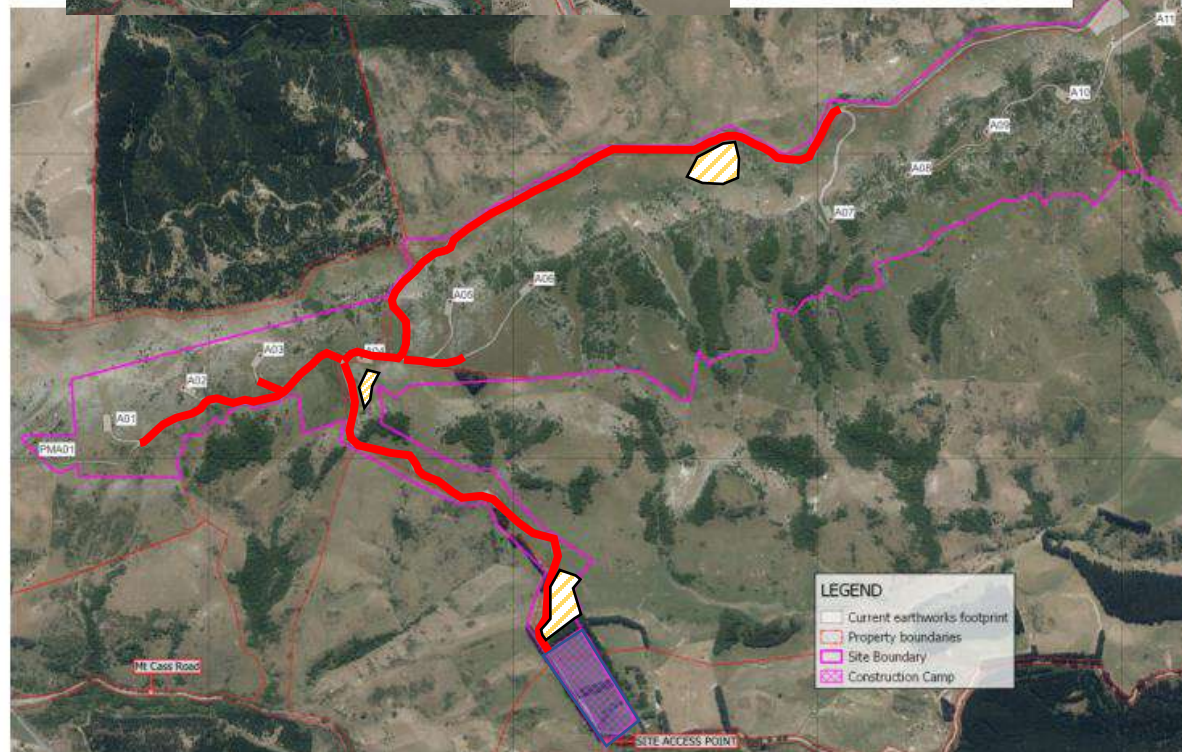 A11
A10
A09
A08
A07
A06
A05
A04
A03
A02
A01
PMA01
LEGEND
Current earthworks footprint
Property boundaries
Site Boundary
Construction Camp
Mt Cass Road
SITE ACCESS POINT